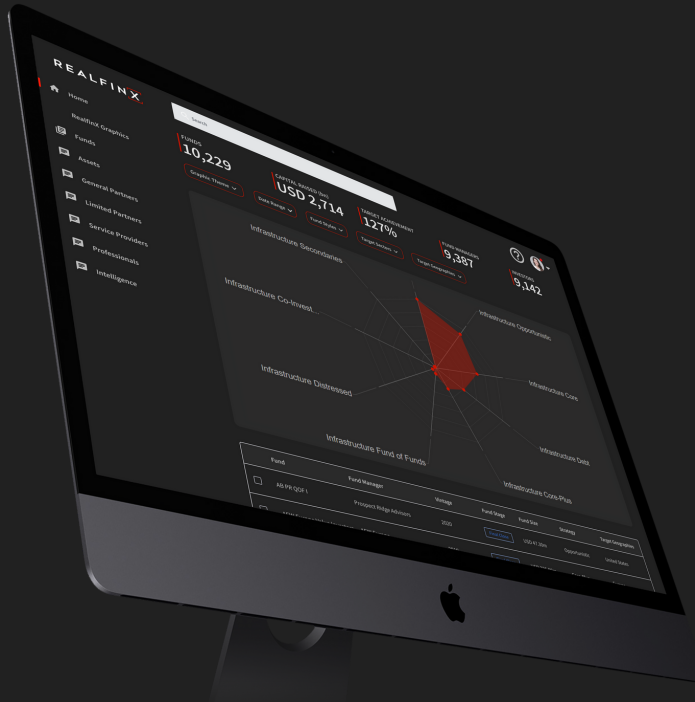 REALFINX
Search
Home
RealfinX Graphics
Funds
Assets
General Partners
Limited Partners
Service Providers
Professionals
Intelligence
FUNDS
10,229
CAPITAL RAISED (BN)
USD 2,714
TARGET ACHIEVEMENT
127%
FUND MANAGERS
9,387
INVESTORS
9,142
Graphic Theme
Date Range
Fund Styles
Target Sectors
Target Geographies
Infrastructure Secondaries
Infrastructure Opportunistic
Infrastructure Co-Invest
Infrastructure Core
Infrastructure Distressed
Infrastructure Debt
Infrastructure Fund of Funds
Infrastructure Core-Plus
Fund Fund Manager Vintage Fund Stage Fund Size Strategy Target Geographies
AB PR QOF I Prospect Ridge Advisors 2020 Final Close Opportunistic United States